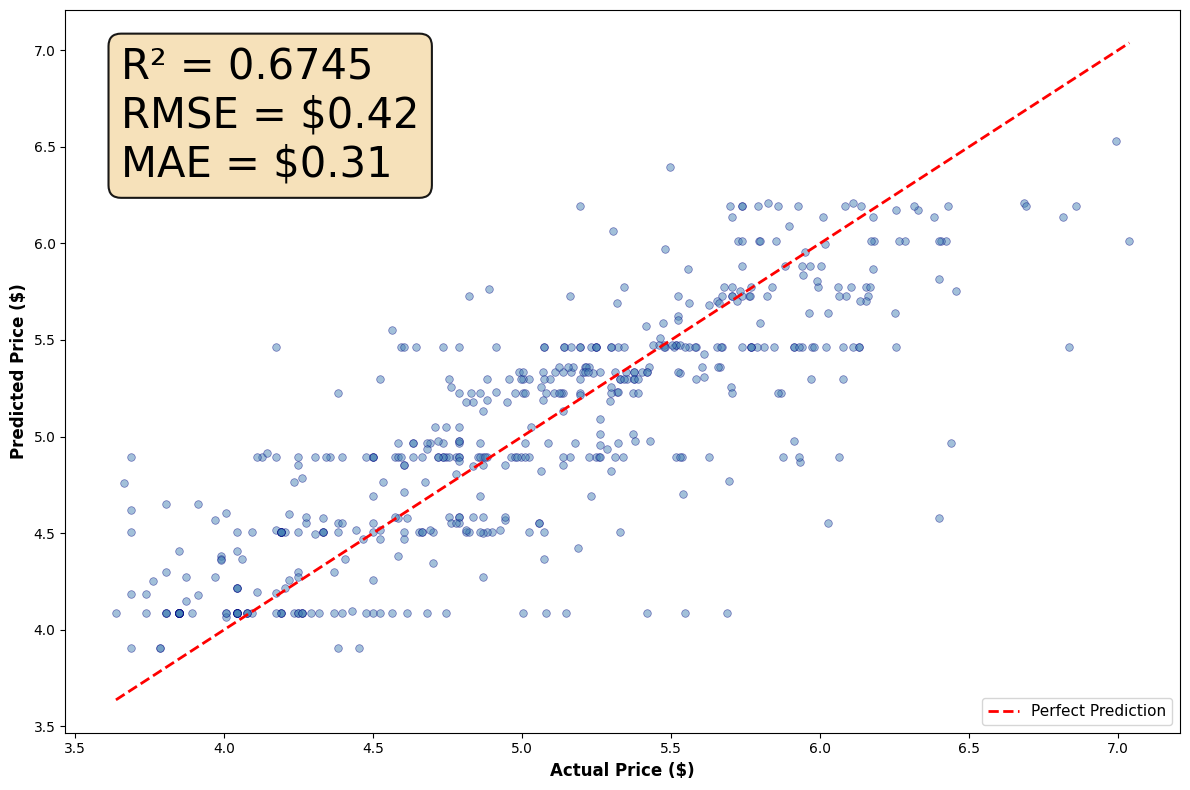 R² = 0.6745
RMSE = $0.42
MAE = $0.31
7.0
6.5
6.0
5.5
5.0
4.5
4.0
3.5
Predicted Price ($)
Perfect Prediction
3.5 4.0 4.5 5.0 5.5 6.0 6.5 7.0
Actual Price ($)